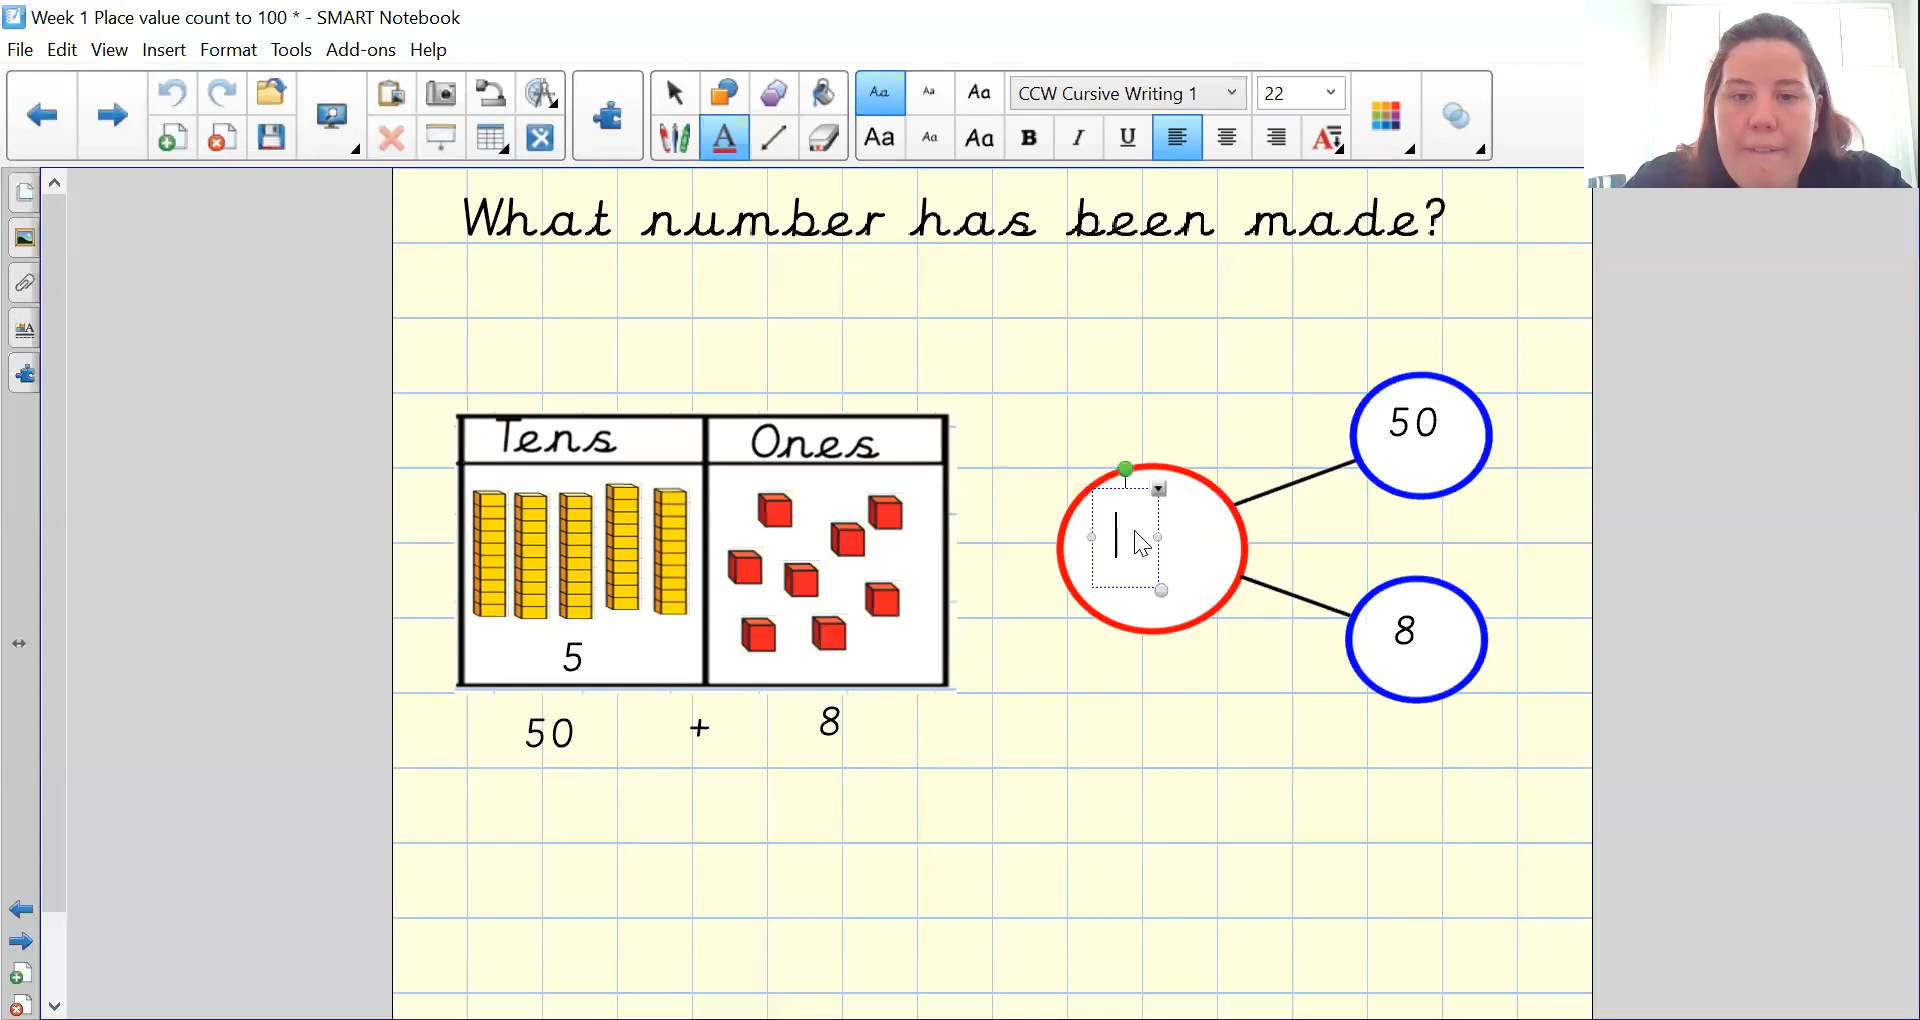 Week 1 Place value count to 100 * - SMART Notebook
File Edit View Insert Format Tools Add-ons Help
Aa Aa Aa CCW Cursive Writing 1 22
A Aa Aa Aa B I U A
What number has been made?
Tens Ones
5
50 + 8
50
8